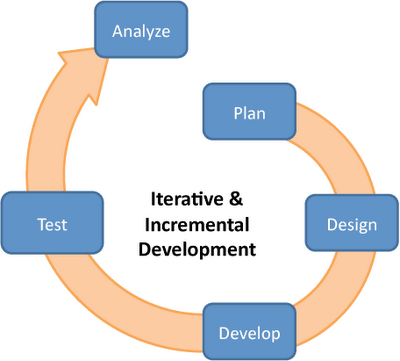 Analyze
Plan
Iterative &
Incremental
Development
Test
Design
Develop